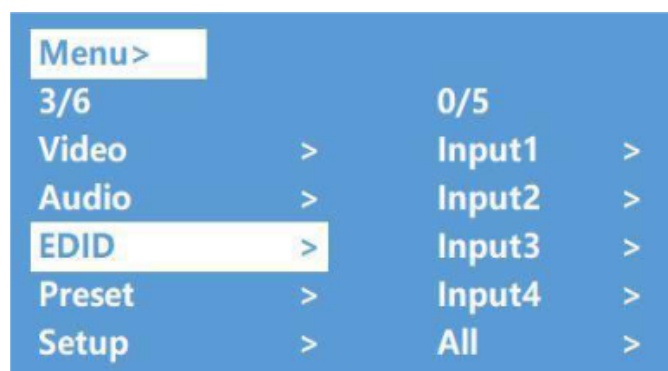 Menu>
3/6 0/5
Video > Input1 >
Audio > Input2 >
EDID > Input3 >
Preset > Input4 >
Setup > All >